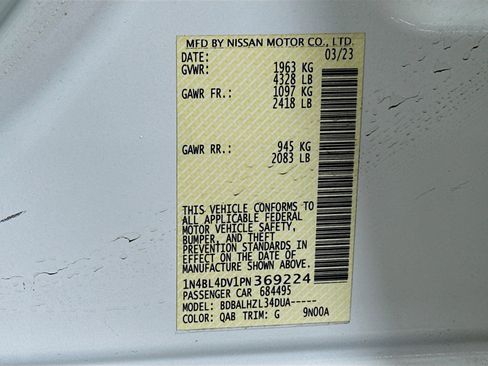 MFD BY NISSAN MOTOR CO., LTD.
DATE: 03/23
GVWR: 1963 KG
4328 LB
GAWR FR.: 1097 KG
2418 LB
GAWR RR.: 945 KG
2083 LB
THIS VEHICLE CONFORMS TO
ALL APPLICABLE FEDERAL
MOTOR VEHICLE SAFETY,
BUMPER, AND THEFT
PREVENTION STANDARDS IN
EFFECT ON THE DATE OF
MANUFACTURE SHOWN ABOVE.
1N4BL4DV1PN369224
PASSENGER CAR 684495
MODEL: BDBALHZL34DUA-----
COLOR: QAB TRIM: G 9N00A